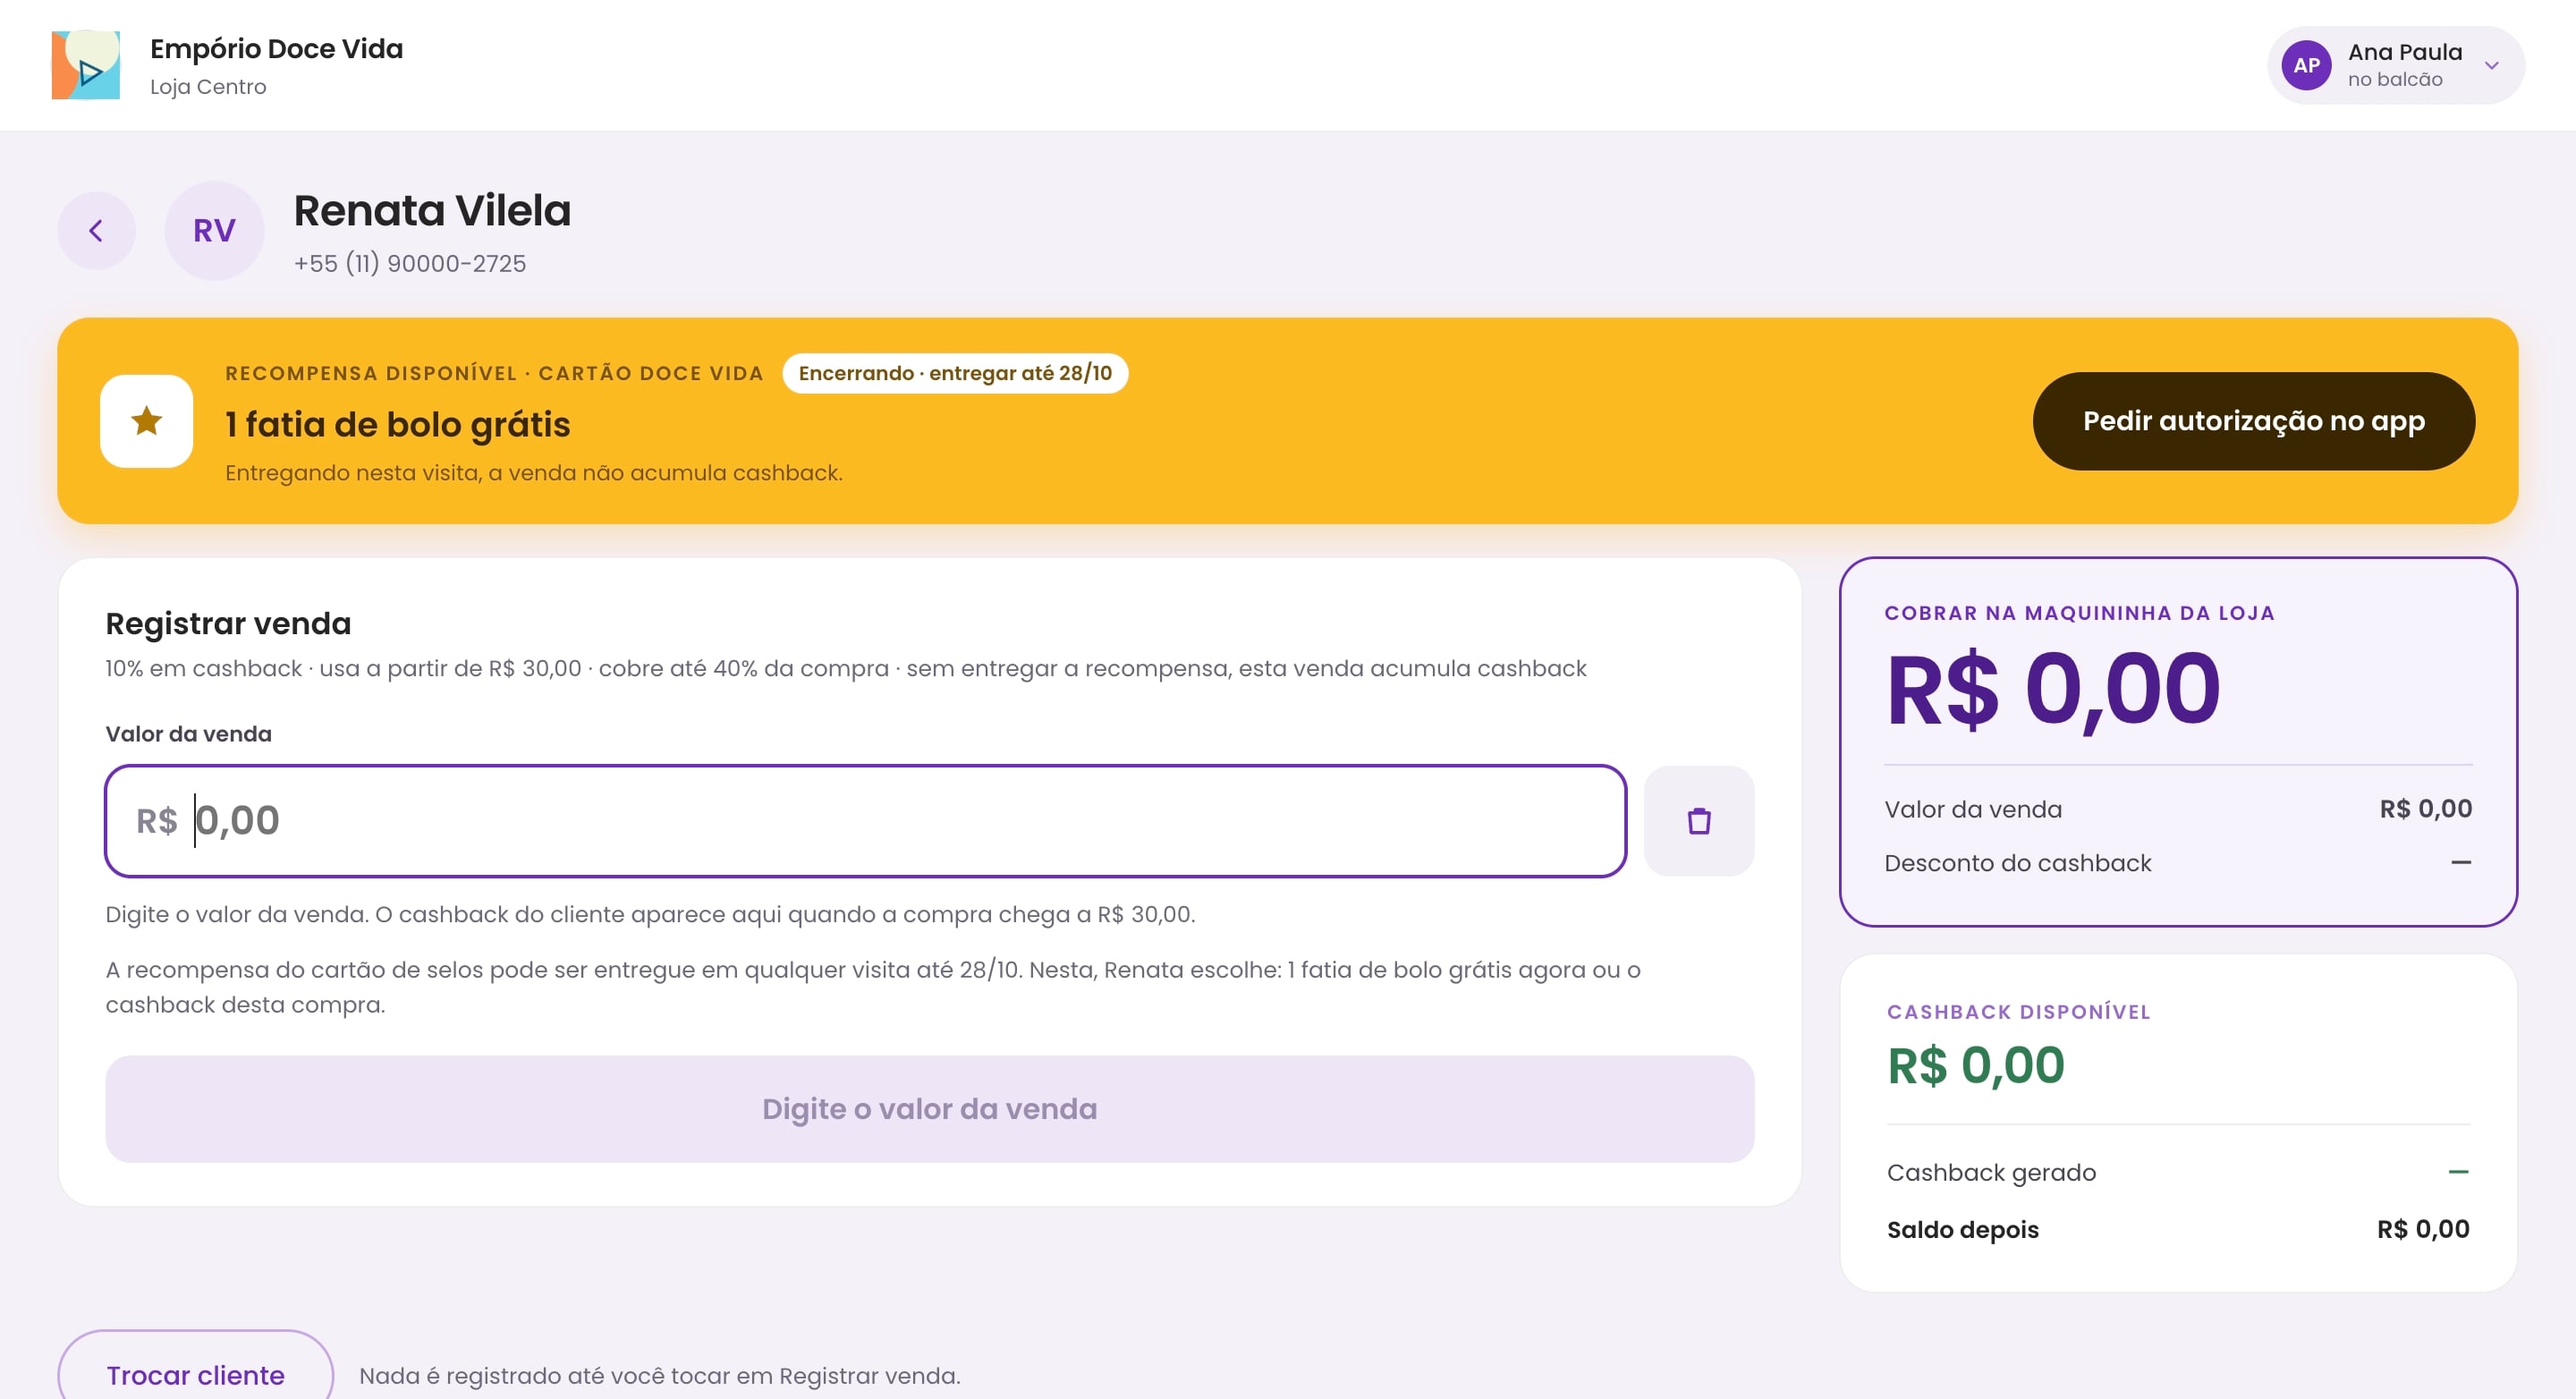 Empório Doce Vida
Loja Centro
AP
Ana Paula
no balcão
RV
Renata Vilela
+55 (11) 90000-2725
RECOMPENSA DISPONÍVEL · CARTÃO DOCE VIDA
Encerrando · entregar até 28/10
1 fatia de bolo grátis
Entregando nesta visita, a venda não acumula cashback.
Pedir autorização no app
Registrar venda
10% em cashback · usa a partir de R$ 30,00 · cobre até 40% da compra · sem entregar a recompensa, esta venda acumula cashback
Valor da venda
R$ 0,00
Digite o valor da venda. O cashback do cliente aparece aqui quando a compra chega a R$ 30,00.
A recompensa do cartão de selos pode ser entregue em qualquer visita até 28/10. Nesta, Renata escolhe: 1 fatia de bolo grátis agora ou o
cashback desta compra.
Digite o valor da venda
COBRAR NA MAQUININHA DA LOJA
R$ 0,00
Valor da venda R$ 0,00
Desconto do cashback —
CASHBACK DISPONÍVEL
R$ 0,00
Cashback gerado —
Saldo depois R$ 0,00
Trocar cliente
Nada é registrado até você tocar em Registrar venda.